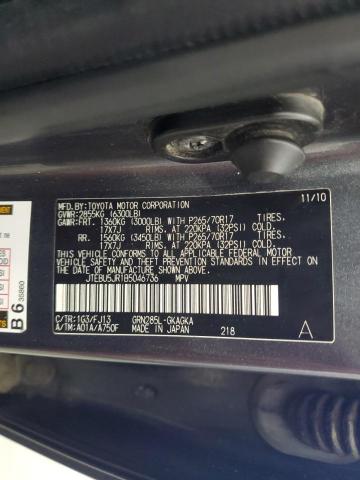 MFD.BY:TOYOTA MOTOR CORPORATION 11/10
GVWR:2855KG (6300LB)
GAWR:FRT. 1360KG (3000LB) WITH P265/70R17 TIRES.
17X7J RIMS, AT 220KPA (32PSI) COLD.
RR. 1560KG (3450LB) WITH P265/70R17 TIRES.
17X7J RIMS, AT 220KPA (32PSI) COLD.
THIS VEHICLE CONFORMS TO ALL APPLICABLE FEDERAL MOTOR
VEHICLE SAFETY AND THEFT PREVENTION STANDARDS IN EFFECT
ON THE DATE OF MANUFACTURE SHOWN ABOVE.
JTEBU5JR1B5046736 MPV
C/TR:1G3/FJ13 GRN285L-GKAGKA
A/TM:A01A/A750F MADE IN JAPAN 218 A
B6
35860